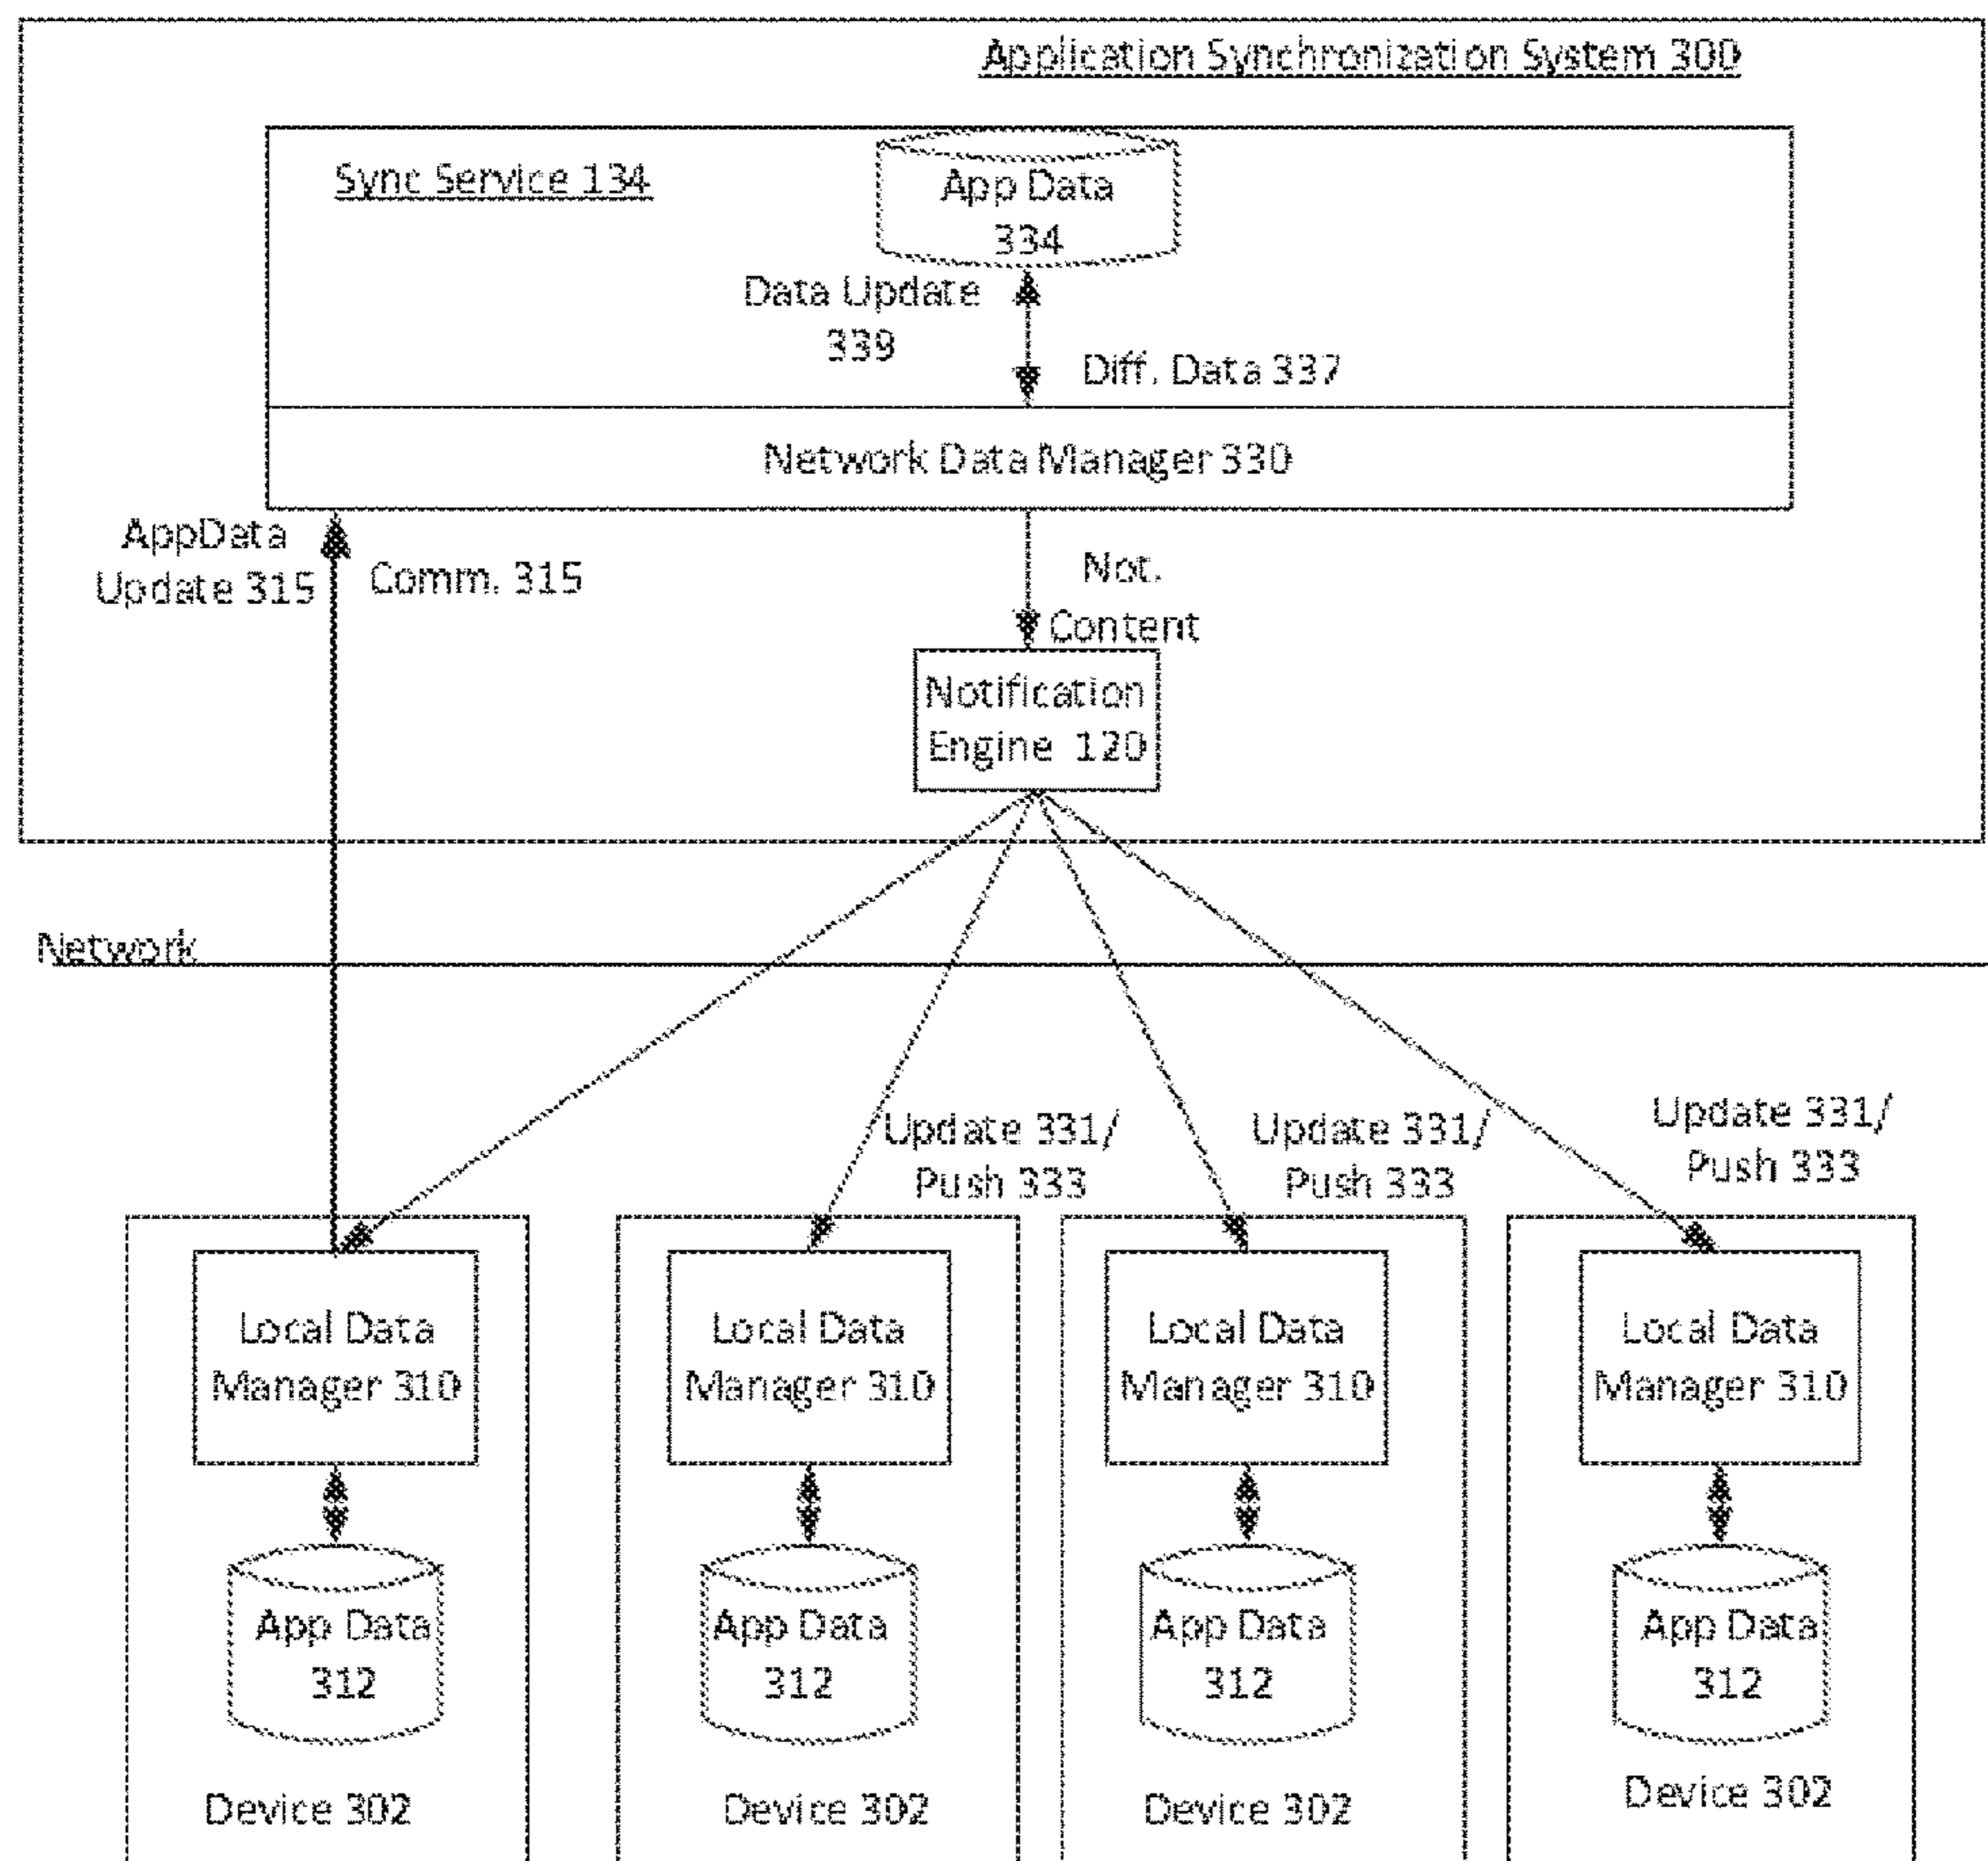 Application Synchronization System 300
Sync Service 134
App Data
334
Data Update
339
Diff. Data 337
Network Data Manager 330
AppData
Update 315
Comm. 315
Not.
Content
Notification
Engine 120
Network
Update 331/
Push 333
Update 331/
Push 333
Update 331/
Push 333
Local Data
Manager 310
Local Data
Manager 310
Local Data
Manager 310
Local Data
Manager 310
App Data
312
App Data
312
App Data
312
App Data
312
Device 302
Device 302
Device 302
Device 302